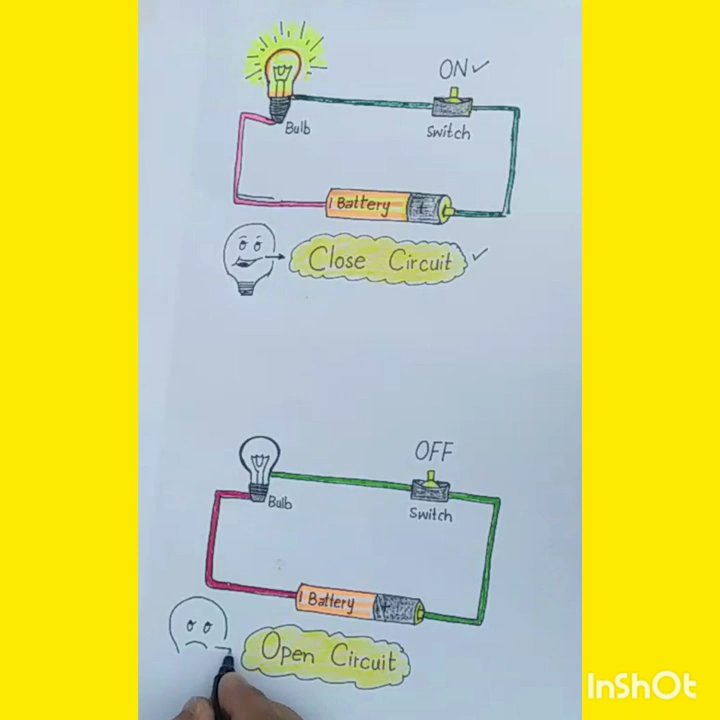 ON
Bulb
Switch
Battery
+
Close Circuit
OFF
Bulb
Switch
Battery
+
Open Circuit
InShOt